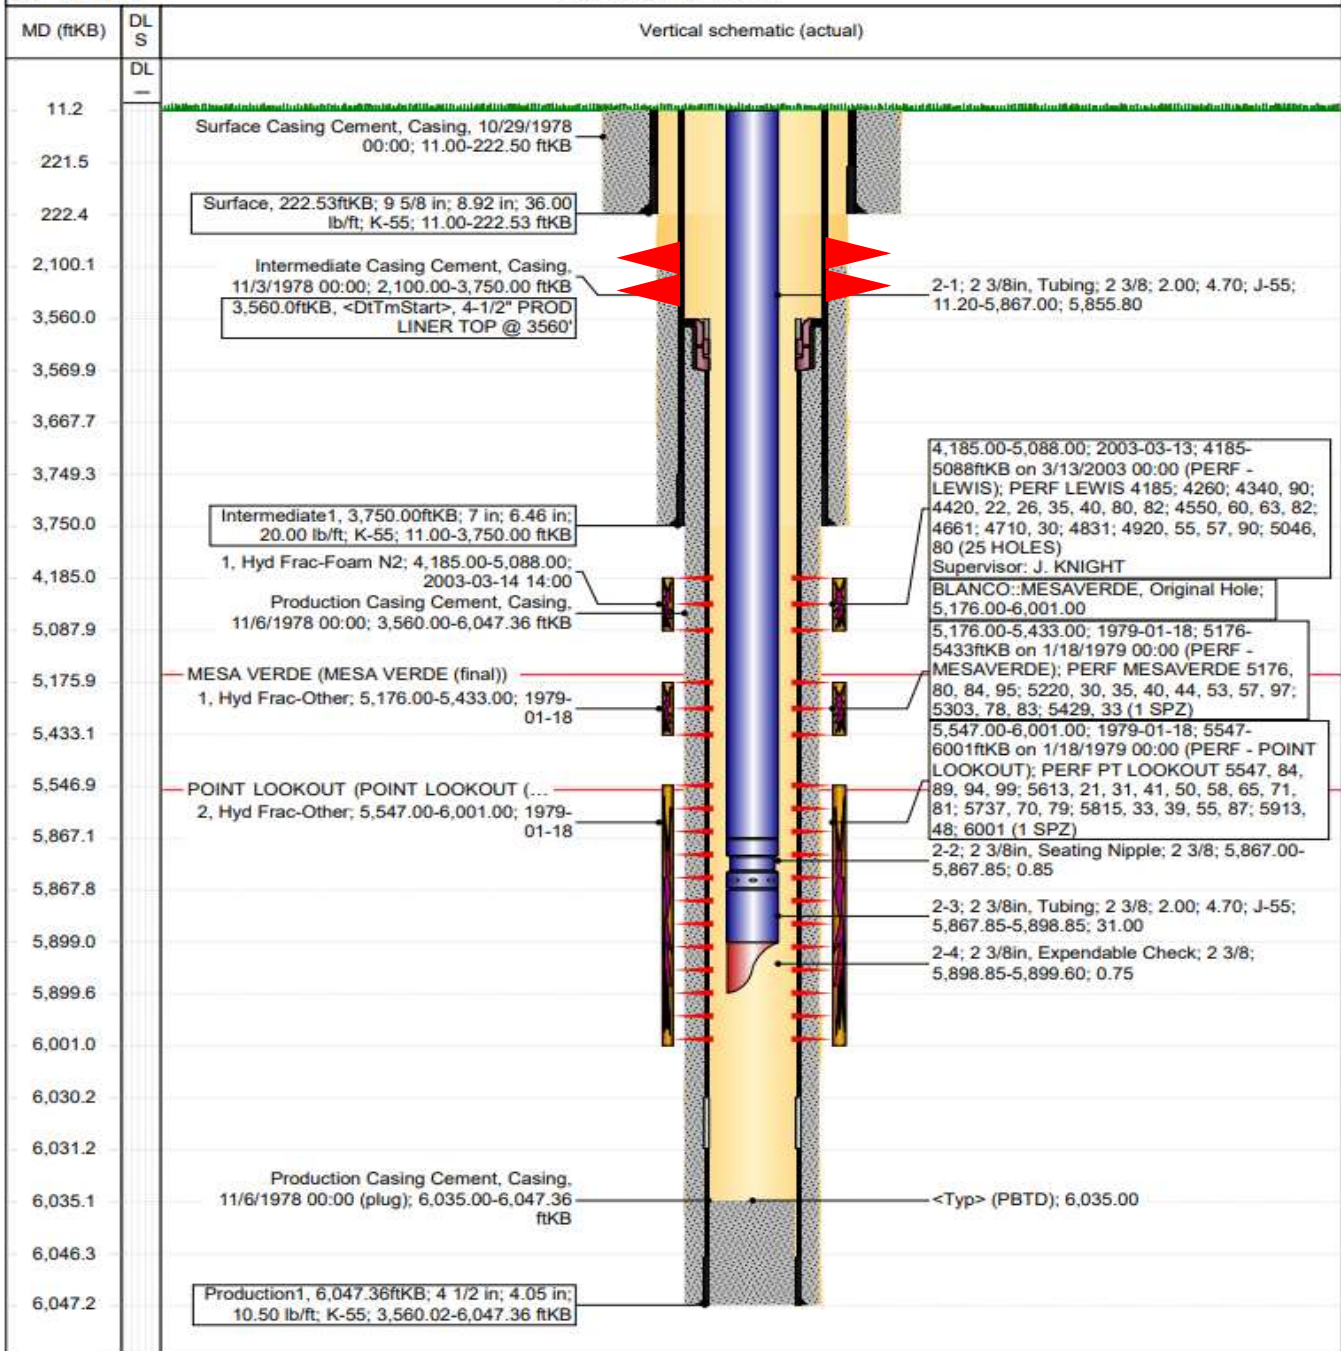 MD (ftKB)
DL
S
Vertical schematic (actual)
DL
—
11.2
221.5
222.4
2,100.1
3,560.0
3,569.9
3,667.7
3,749.3
3,750.0
4,185.0
5,087.9
5,175.9
5,433.1
5,546.9
5,867.1
5,867.8
5,899.0
5,899.6
6,001.0
6,030.2
6,031.2
6,035.1
6,046.3
6,047.2
Surface Casing Cement, Casing, 10/29/1978
00:00; 11.00-222.50 ftKB
Surface, 222.53ftKB; 9 5/8 in; 8.92 in; 36.00
lb/ft; K-55; 11.00-222.53 ftKB
Intermediate Casing Cement, Casing,
11/3/1978 00:00; 2,100.00-3,750.00 ftKB
3,560.0ftKB, <DtTmStart>, 4-1/2" PROD
LINER TOP @ 3560'
Intermediate1, 3,750.00ftKB; 7 in; 6.46 in;
20.00 lb/ft; K-55; 11.00-3,750.00 ftKB
1, Hyd Frac-Foam N2; 4,185.00-5,088.00;
2003-03-14 14:00
Production Casing Cement, Casing,
11/6/1978 00:00; 3,560.00-6,047.36 ftKB
MESA VERDE (MESA VERDE (final))
1, Hyd Frac-Other; 5,176.00-5,433.00; 1979-
01-18
POINT LOOKOUT (POINT LOOKOUT (...
2, Hyd Frac-Other; 5,547.00-6,001.00; 1979-
01-18
Production Casing Cement, Casing,
11/6/1978 00:00 (plug); 6,035.00-6,047.36
ftKB
Production1, 6,047.36ftKB; 4 1/2 in; 4.05 in;
10.50 lb/ft; K-55; 3,560.02-6,047.36 ftKB
2-1; 2 3/8in, Tubing; 2 3/8; 2.00; 4.70; J-55;
11.20-5,867.00; 5,855.80
4,185.00-5,088.00; 2003-03-13; 4185-
5088ftKB on 3/13/2003 00:00 (PERF -
LEWIS); PERF LEWIS 4185; 4260; 4340, 90;
4420, 22, 26, 35, 40, 80, 82; 4550, 60, 63, 82;
4661; 4710, 30; 4831; 4920, 55, 57, 90; 5046,
80 (25 HOLES)
Supervisor: J. KNIGHT
BLANCO::MESAVERDE, Original Hole;
5,176.00-6,001.00
5,176.00-5,433.00; 1979-01-18; 5176-
5433ftKB on 1/18/1979 00:00 (PERF -
MESAVERDE); PERF MESAVERDE 5176,
80, 84, 95; 5220, 30, 35, 40, 44, 53, 57, 97;
5303, 78, 83; 5429, 33 (1 SPZ)
5,547.00-6,001.00; 1979-01-18; 5547-
6001ftKB on 1/18/1979 00:00 (PERF - POINT
LOOKOUT); PERF PT LOOKOUT 5547, 84,
89, 94, 99; 5613, 21, 31, 41, 50, 58, 65, 71,
81; 5737, 70, 79; 5815, 33, 39, 55, 87; 5913,
48; 6001 (1 SPZ)
2-2; 2 3/8in, Seating Nipple; 2 3/8; 5,867.00-
5,867.85; 0.85
2-3; 2 3/8in, Tubing; 2 3/8; 2.00; 4.70; J-55;
5,867.85-5,898.85; 31.00
2-4; 2 3/8in, Expendable Check; 2 3/8;
5,898.85-5,899.60; 0.75
<Typ> (PBTD); 6,035.00